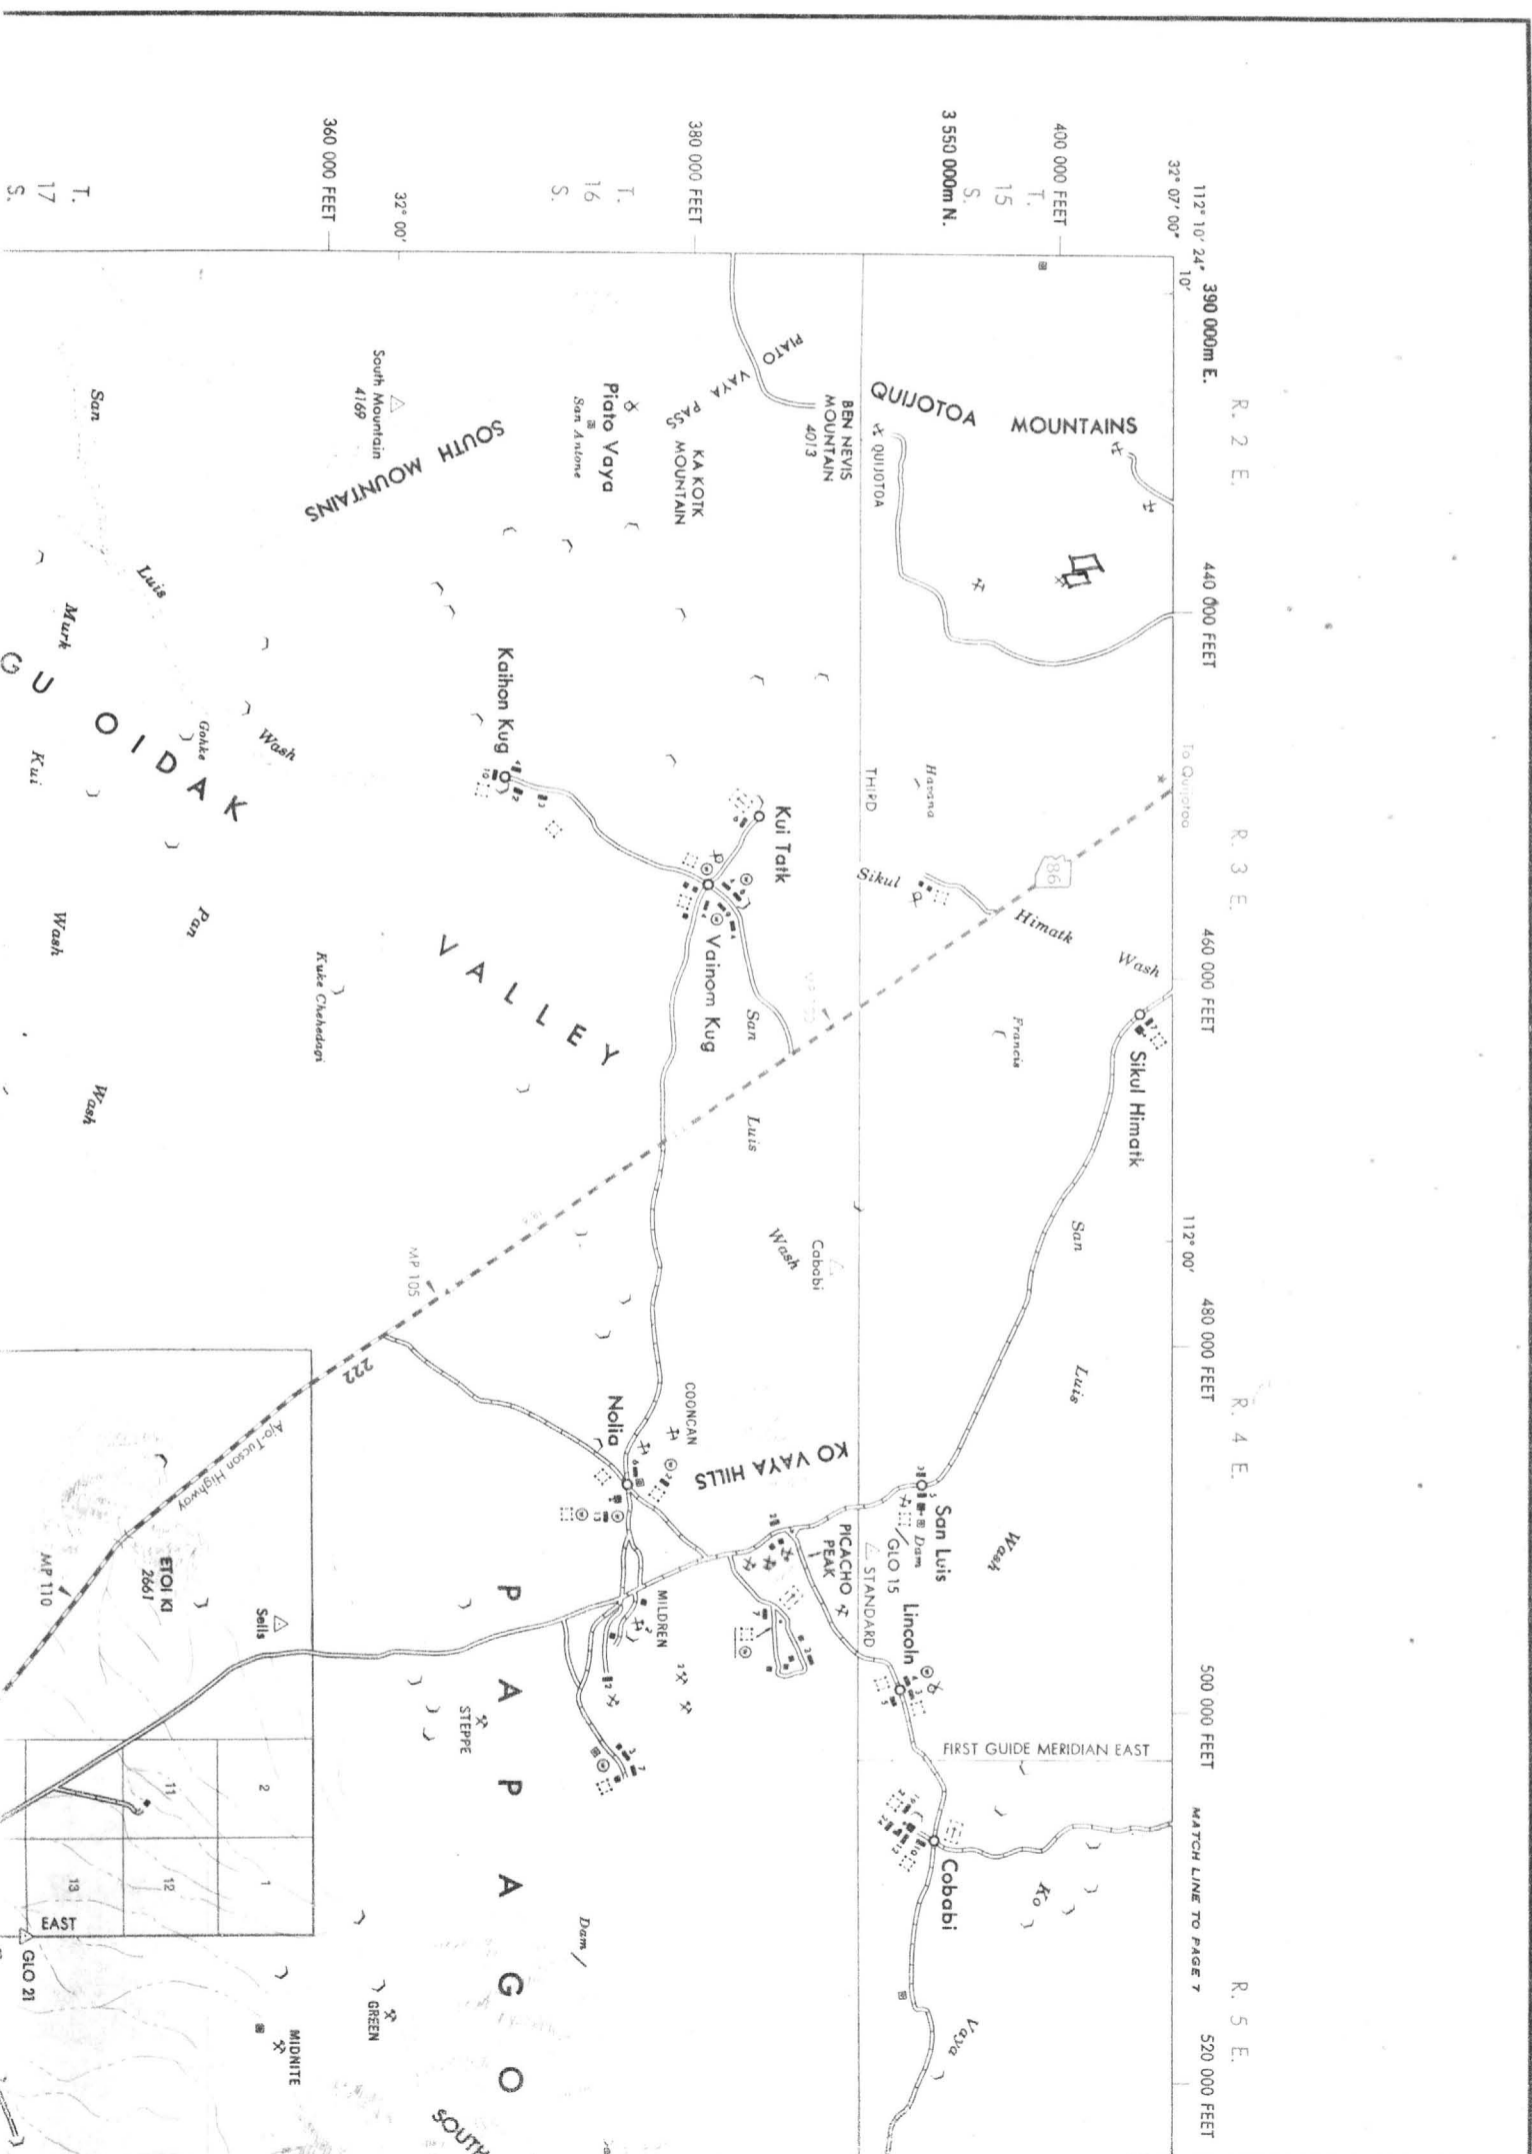 R. 2 E.
R. 3 E.
R. 4 E.
R. 5 E.
390 000m E.
440 000 FEET
460 000 FEET
480 000 FEET
500 000 FEET
520 000 FEET
MATCH LINE TO PAGE 7
112° 10' 24"
10'
112° 00'
32° 07' 00"
400 000 FEET
T.
15
S.
3 550 000m N.
380 000 FEET
T.
16
S.
32° 00'
360 000 FEET
T.
17
S.
To Quijotoa
QUIJOTOA MOUNTAINS
QUIJOTOA
BEN NEVIS
MOUNTAIN
4013
PIATO VAYA PASS
KA KOTK
MOUNTAIN
Piato Vaya
San Antone
SOUTH MOUNTAINS
South Mountain
4169
Havana
THIRD
86
Sikul Himatk Wash
Francis
Sikul Himatk
San Luis Wash
Kui Tatk
Vainom Kug
Kaihon Kug
San Luis Wash
Cababi
San Luis
Dam
GLO 15
STANDARD
PICACHO
PEAK
Lincoln
FIRST GUIDE MERIDIAN EAST
Cobabi
Ko Vaya
KO VAYA HILLS
COONCAN
Nolia
MILDREN
STEPPE
MP 105
222
Ajo-Tucson Highway
MP 110
ETOI KI
2661
Sells
2
11
1
12
13
EAST
GLO 21
GREEN
MIDNITE
Dam
PAPAGO
SOUTH
GU OIDAK VALLEY
San Luis Wash
Gohke
Murk
Kui
Wash
Pan
Wash
Kuke Chehedagi